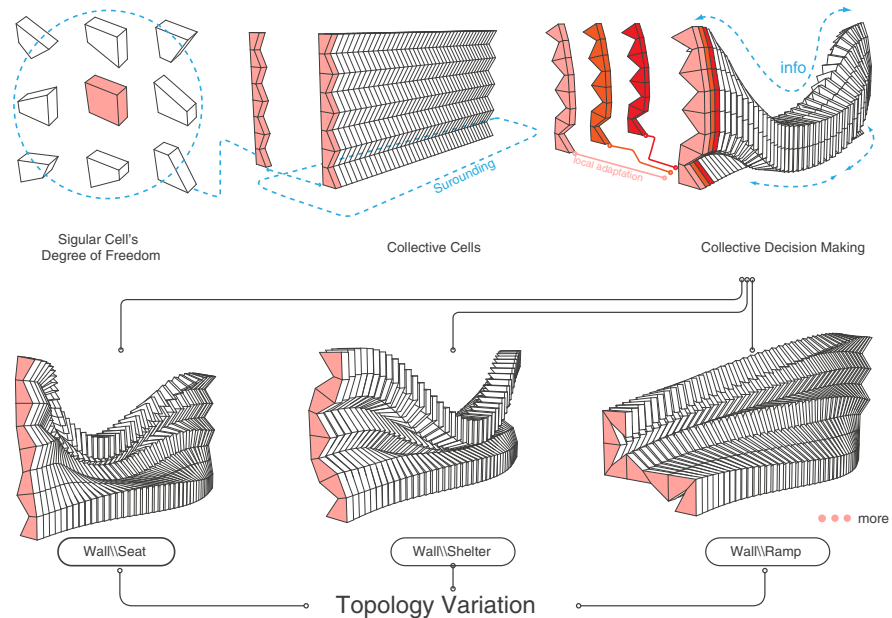 info
local adaptation
Surounding
Sigular Cell's
Degree of Freedom
Collective Cells
Collective Decision Making
more
Wall\\Seat
Wall\\Shelter
Wall\\Ramp
Topology Variation